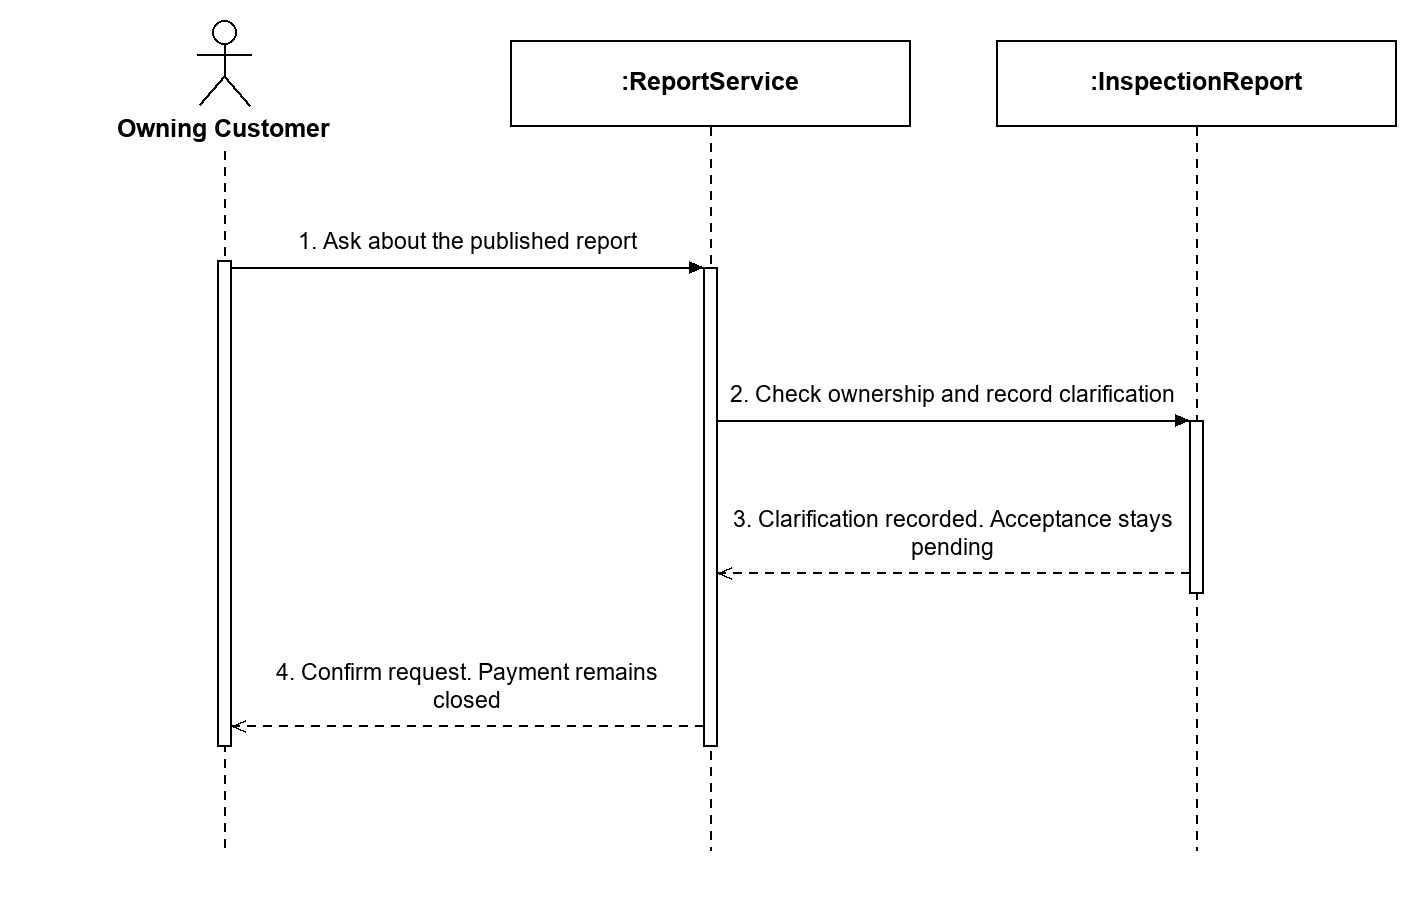 Owning Customer
:ReportService
:InspectionReport
1. Ask about the published report
2. Check ownership and record clarification
3. Clarification recorded. Acceptance stays
pending
4. Confirm request. Payment remains
closed